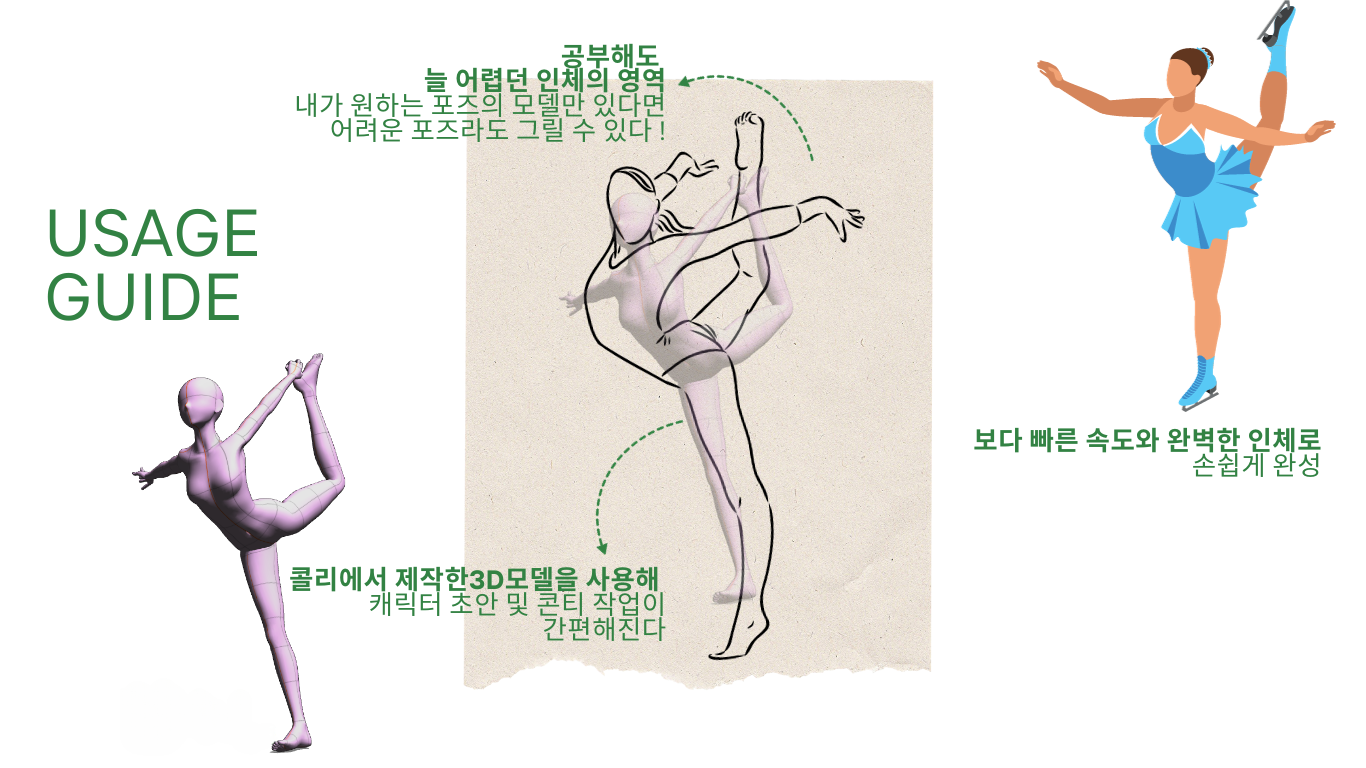 USAGE
GUIDE
공부해도
늘 어렵던 인체의 영역
내가 원하는 포즈의 모델만 있다면
어려운 포즈라도 그릴 수 있다 !
콜리에서 제작한3D모델을 사용해
캐릭터 초안 및 콘티 작업이
간편해진다
보다 빠른 속도와 완벽한 인체로
손쉽게 완성